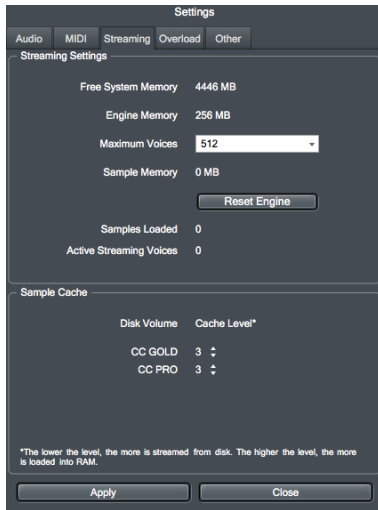 Settings
Audio MIDI Streaming Overload Other
Streaming Settings
Free System Memory 4446 MB
Engine Memory 256 MB
Maximum Voices 512
Sample Memory 0 MB
Reset Engine
Samples Loaded 0
Active Streaming Voices 0
Sample Cache
Disk Volume Cache Level*
CC GOLD 3
CC PRO 3
*The lower the level, the more is streamed from disk. The higher the level, the more
is loaded into RAM.
Apply Close